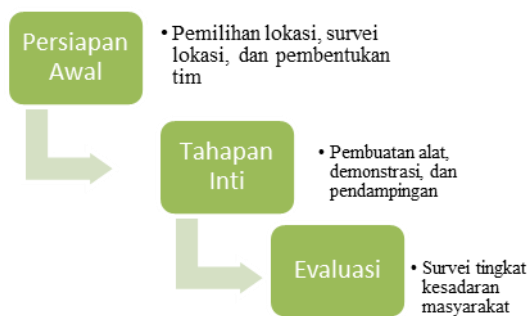 Persiapan
Awal
• Pemilihan lokasi, survei
lokasi, dan pembentukan
tim
Tahapan
Inti
• Pembuatan alat,
demonstrasi, dan
pendampingan
Evaluasi
• Survei tingkat
kesadaran
masyarakat